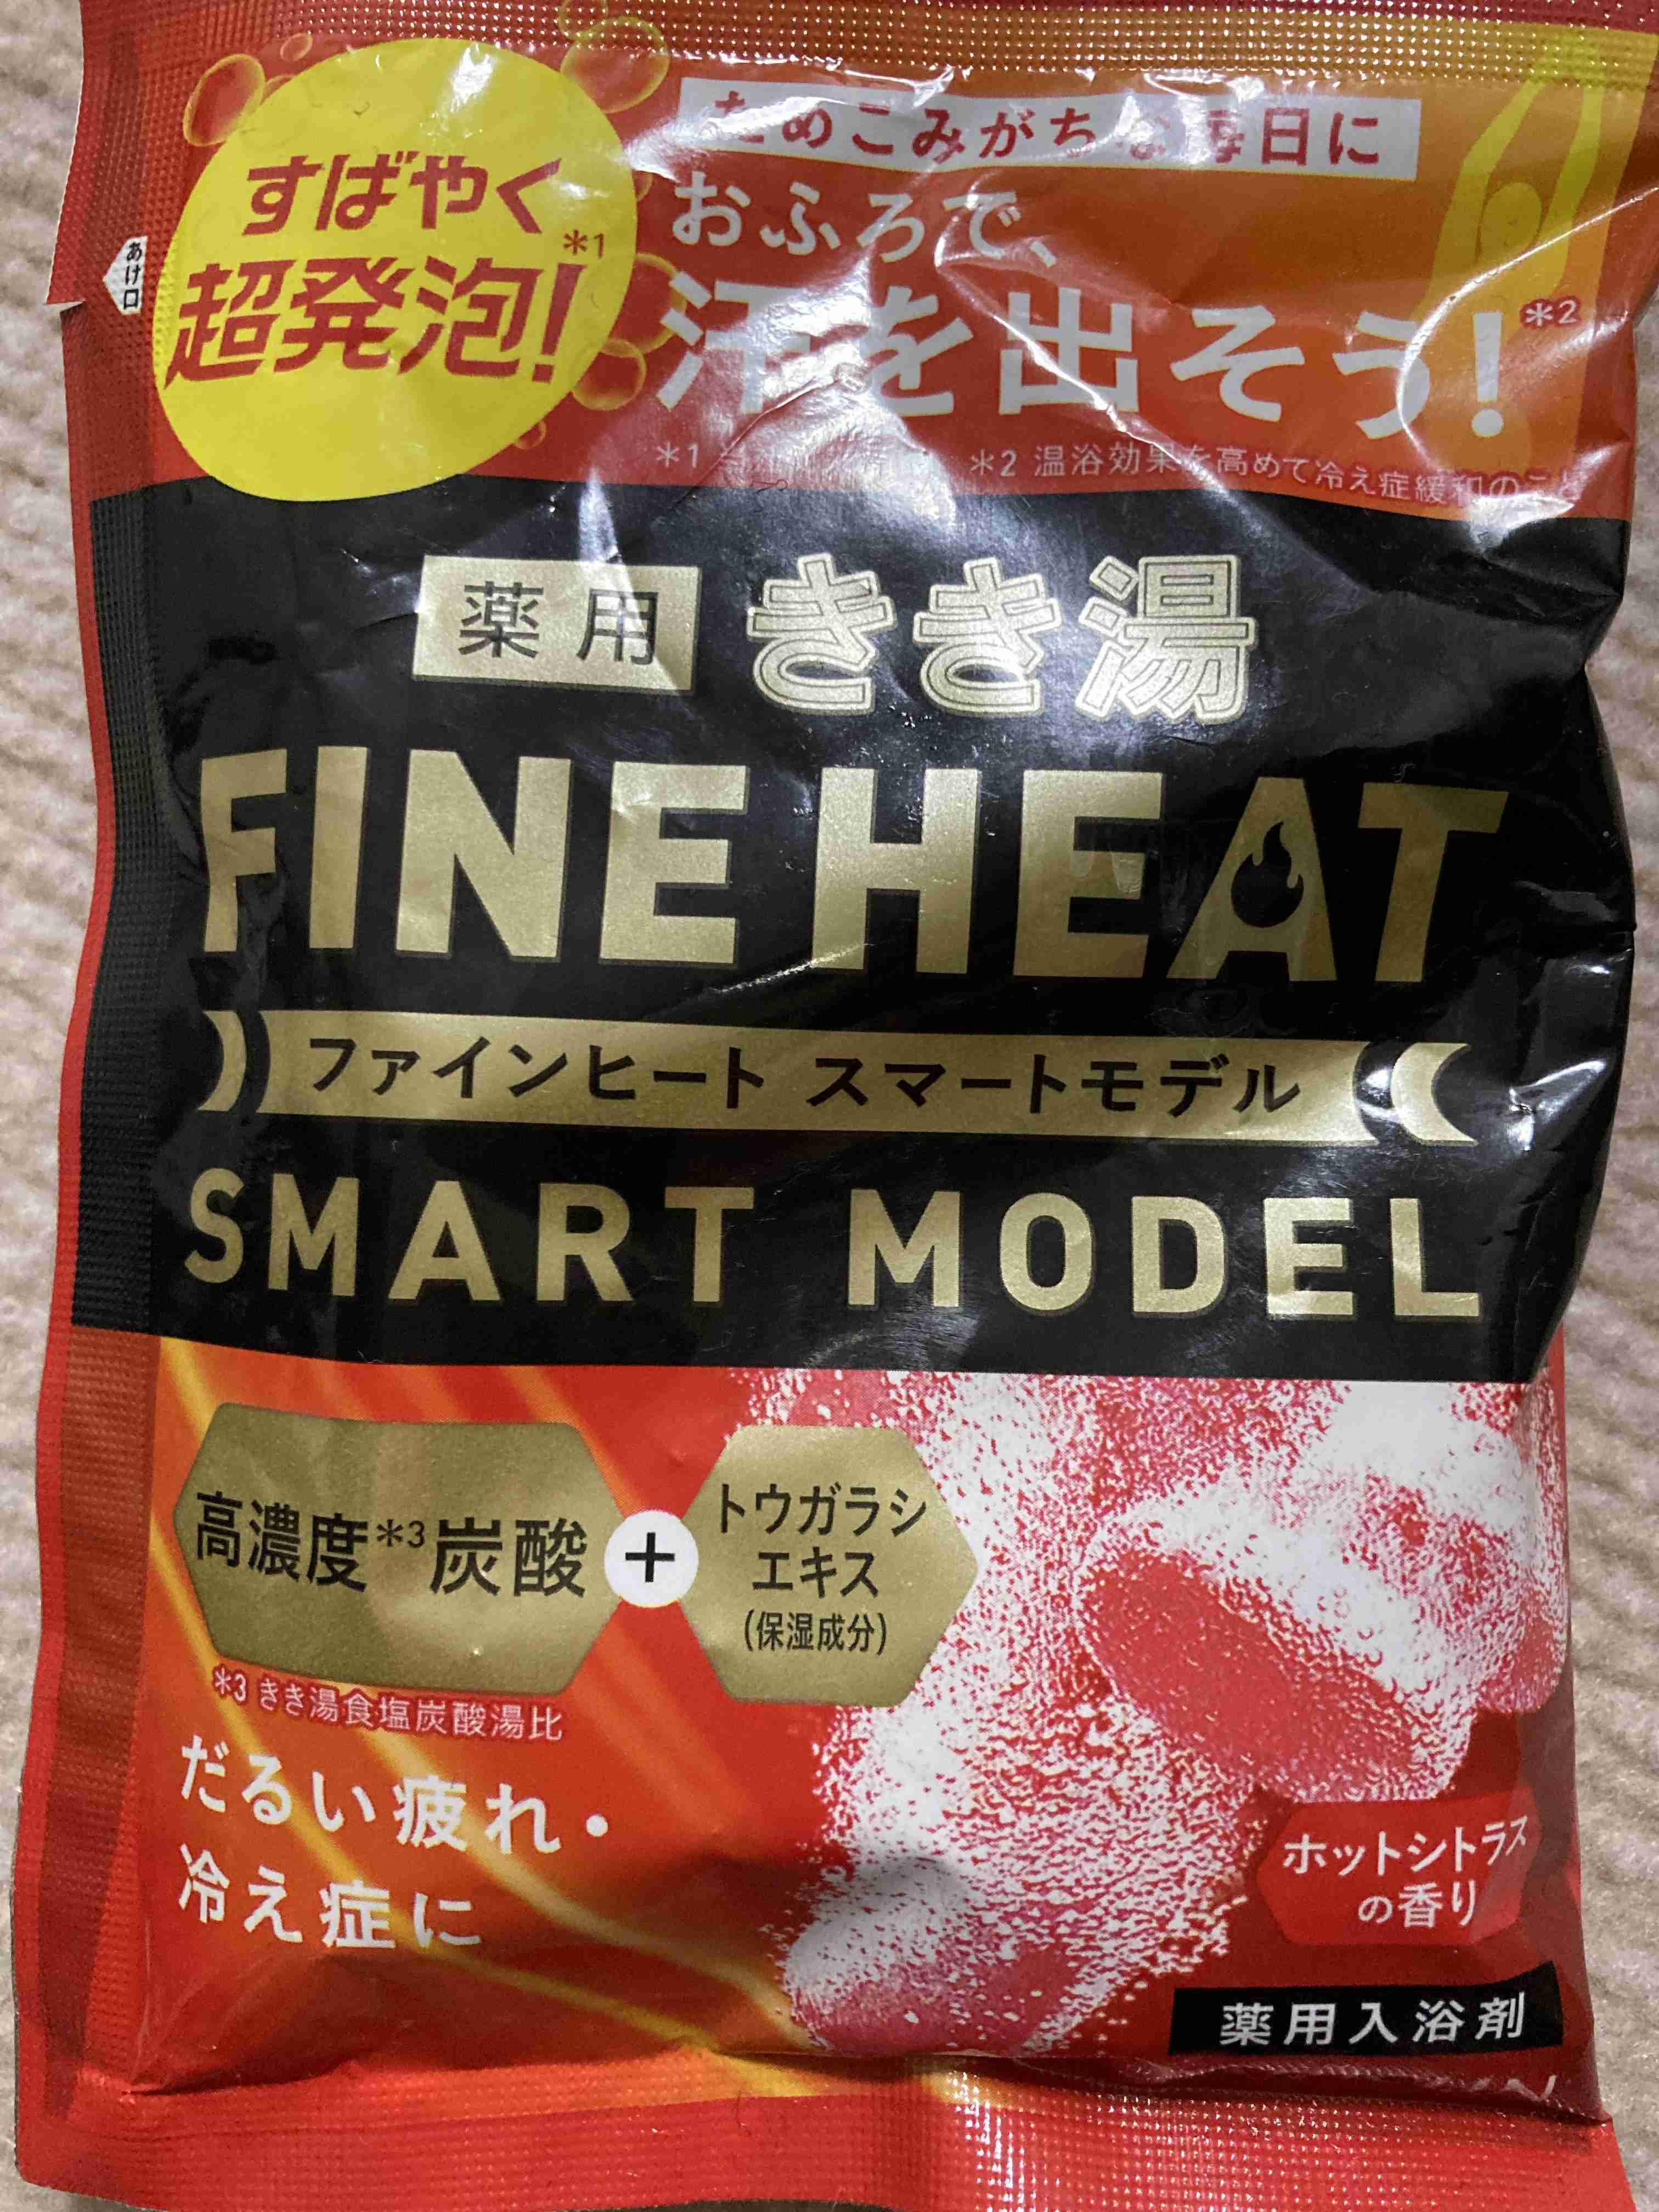 ためこみがちな毎日に
おふろで、
汗を出そう!*2
すばやく
超発泡!*1
あけ口
*1
*2 温浴効果を高めて冷え症緩和のこと
薬用 きき湯
FINE HEAT
ファインヒート スマートモデル
SMART MODEL
高濃度*3炭酸
+
トウガラシ
エキス
(保湿成分)
*3 きき湯食塩炭酸湯比
だるい疲れ・
冷え症に
ホットシトラス
の香り
薬用入浴剤